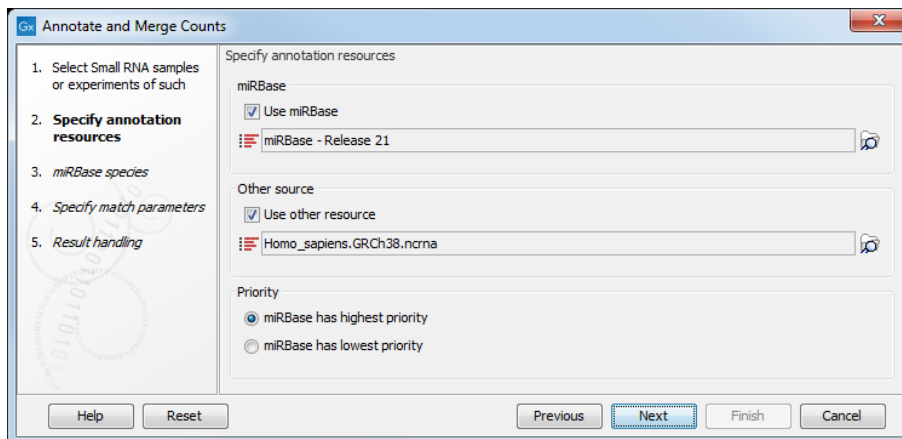 Gx Annotate and Merge Counts
1. Select Small RNA samples
or experiments of such
2. Specify annotation
resources
3. miRBase species
4. Specify match parameters
5. Result handling
Specify annotation resources
miRBase
Use miRBase
miRBase - Release 21
Other source
Use other resource
Homo_sapiens.GRCh38.ncrna
Priority
miRBase has highest priority
miRBase has lowest priority
Help
Reset
Previous
Next
Finish
Cancel